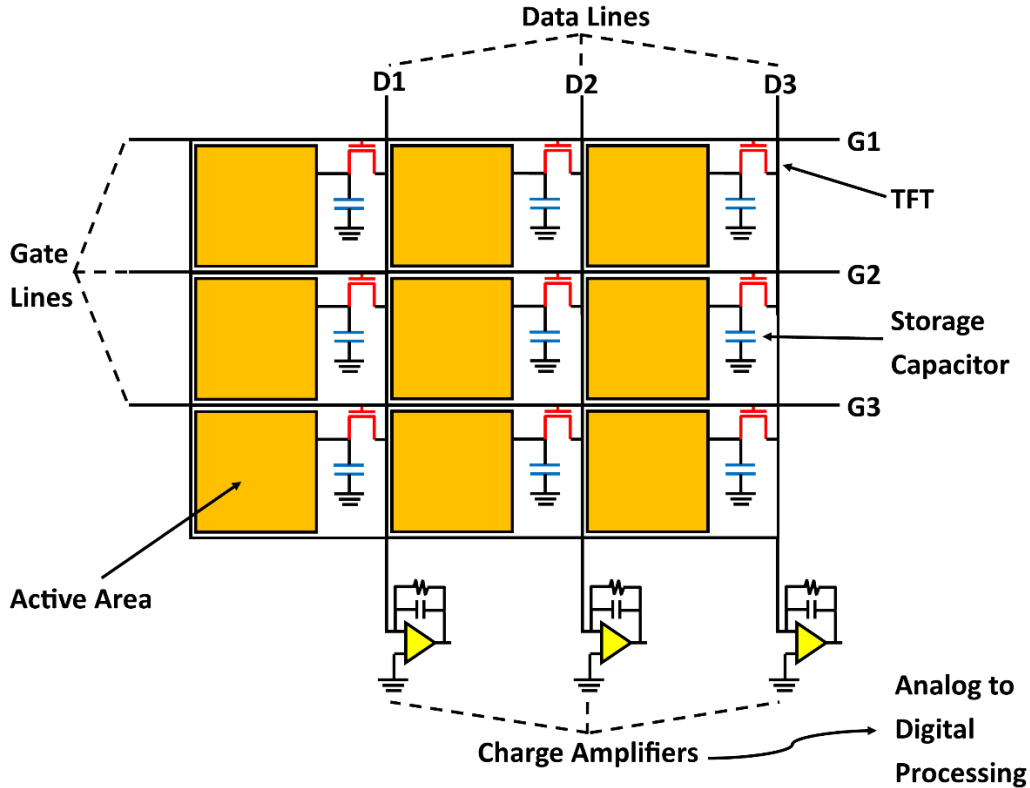 Data Lines
D1
D2
D3
G1
TFT
Gate
Lines
G2
Storage
Capacitor
G3
Active Area
Analog to
Digital
Processing
Charge Amplifiers